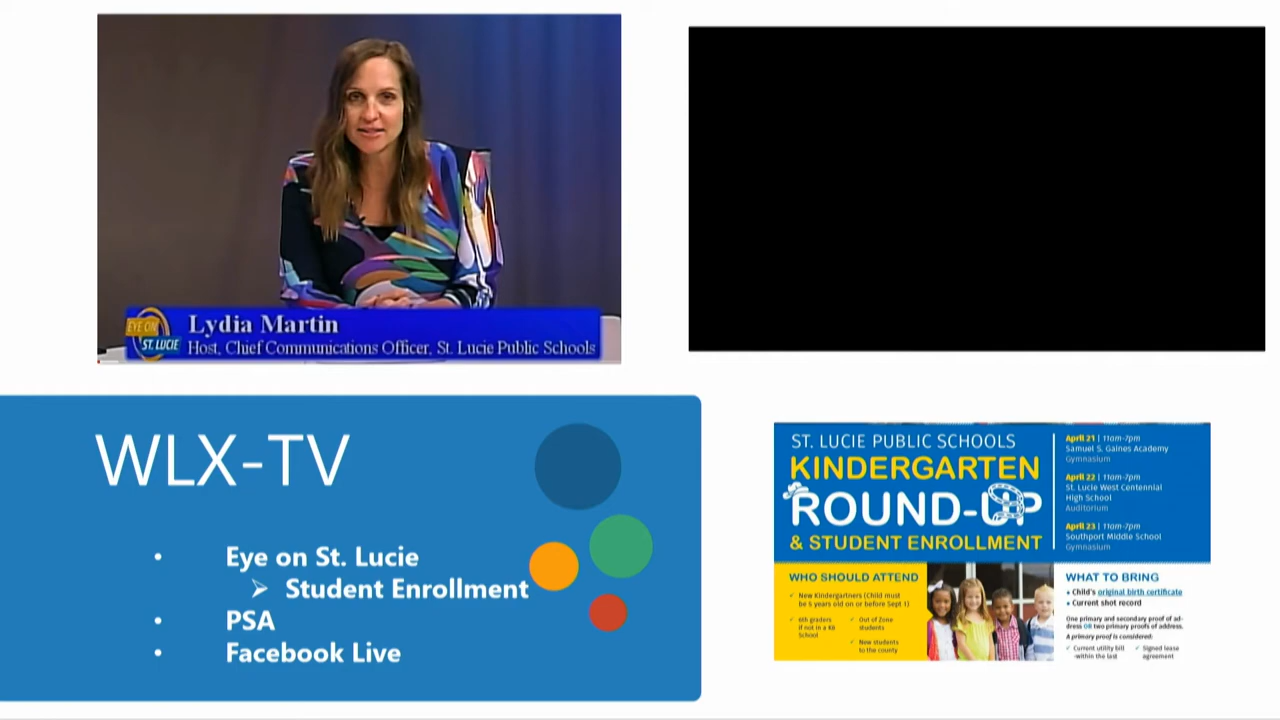 EYE ON
ST. LUCIE
Lydia Martin
Host, Chief Communications Officer, St. Lucie Public Schools
WLX-TV
• Eye on St. Lucie
➢ Student Enrollment
• PSA
• Facebook Live
ST. LUCIE PUBLIC SCHOOLS
KINDERGARTEN
ROUND-UP
& STUDENT ENROLLMENT
April 21 | 11am-7pm
Samuel S. Gaines Academy
Gymnasium
April 22 | 11am-7pm
St. Lucie West Centennial
High School
Auditorium
April 23 | 11am-7pm
Southport Middle School
Gymnasium
WHO SHOULD ATTEND
✓ New Kindergartners (Child must
be 5 years old on or before Sept 1)
✓ 6th graders
if not in a K8
School
✓ Out of Zone
students
✓ New students
to the county
WHAT TO BRING
• Child's original birth certificate
• Current shot record
One primary and secondary proof of ad-
dress OR two primary proofs of address.
A primary proof is considered:
✓ Current utility bill
within the last
✓ Signed lease
agreement